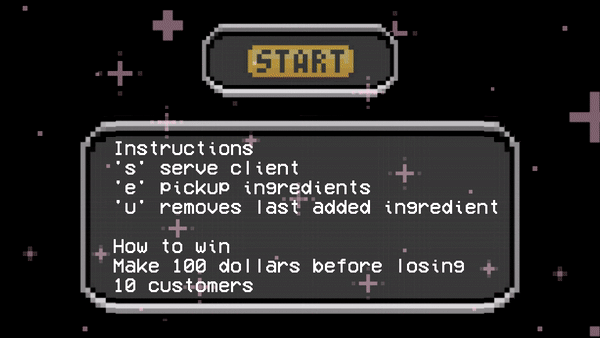 START
Instructions
's' serve client
'e' pickup ingredients
'u' removes last added ingredient
How to win
Make 100 dollars before losing
10 customers